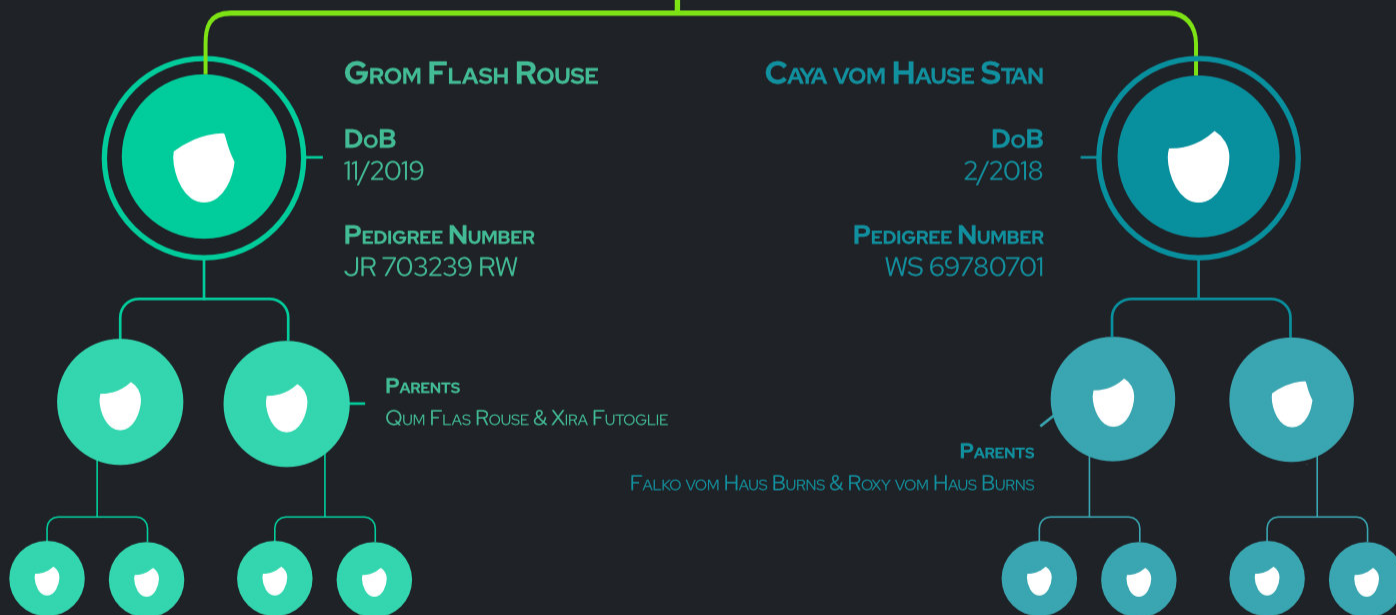 Grom Flash Rouse
DoB
11/2019
Pedigree Number
JR 703239 RW
Parents
Qum Flas Rouse & Xira Futoglie
Caya vom Hause Stan
DoB
2/2018
Pedigree Number
WS 69780701
Parents
Falko vom Haus Burns & Roxy vom Haus Burns